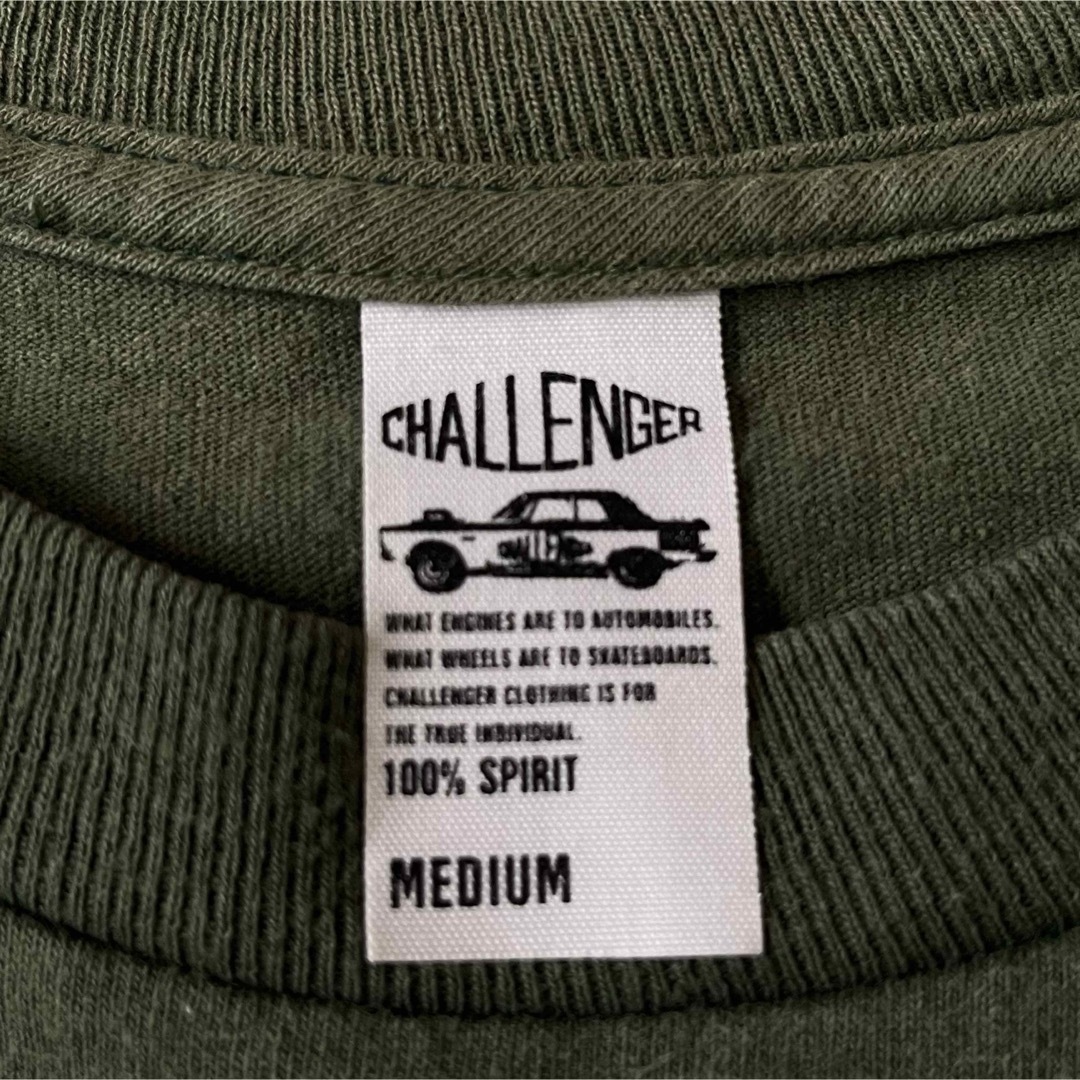 CHALLENGER
CHALLENGER
WHAT ENGINES ARE TO AUTOMOBILES.
WHAT WHEELS ARE TO SKATEBOARDS.
CHALLENGER CLOTHING IS FOR
THE TRUE INDIVIDUAL.
100% SPIRIT
MEDIUM